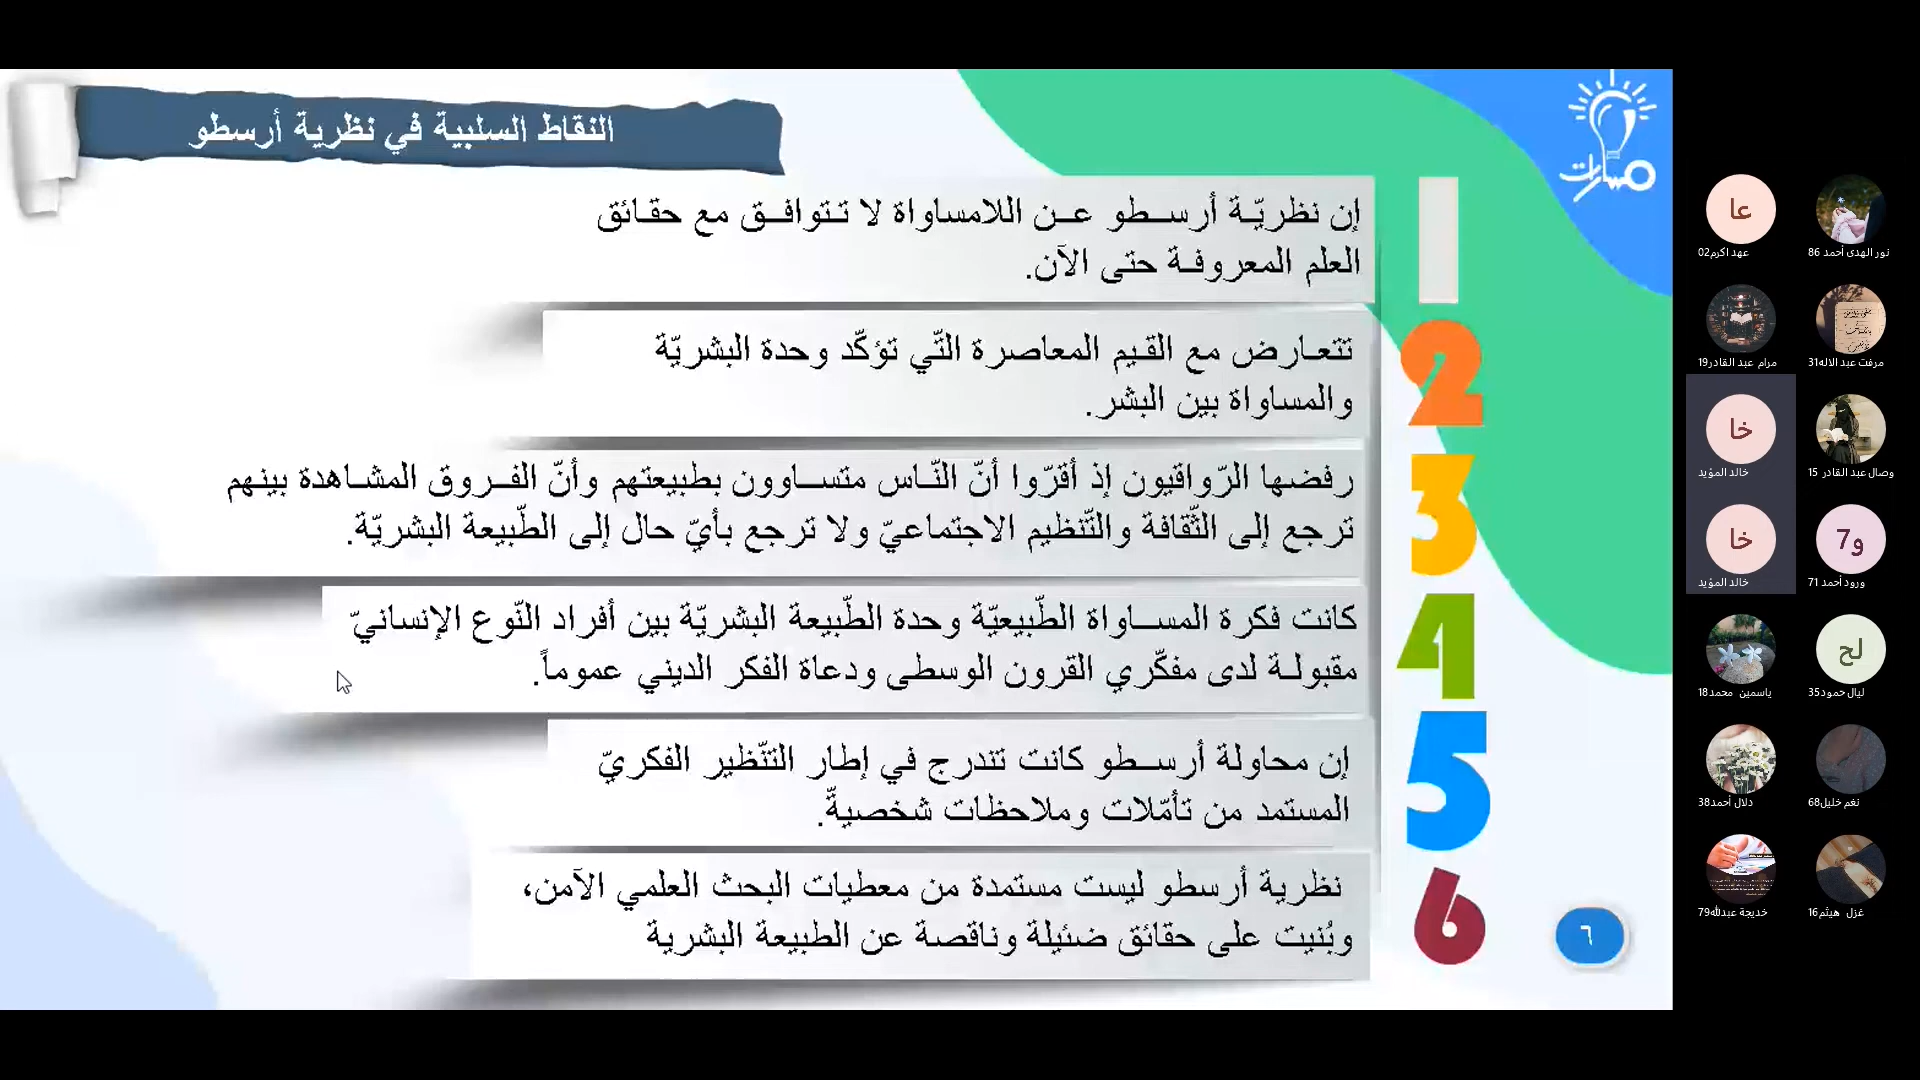 النقاط السلبية في نظرية أرسطو
مسارات
1
إن نظريّة أرسطو عن اللامساواة لا تتوافق مع حقائق
العلم المعروفة حتى الآن.
2
تتعارض مع القيم المعاصرة التّي تؤكّد وحدة البشريّة
والمساواة بين البشر.
3
رفضها الرّواقيون إذ أقرّوا أنّ النّاس متساوون بطبيعتهم وأنّ الفروق المشاهدة بينهم
ترجع إلى الثّقافة والتّنظيم الاجتماعيّ ولا ترجع بأيّ حال إلى الطّبيعة البشريّة.
4
كانت فكرة المساواة الطّبيعيّة وحدة الطّبيعة البشريّة بين أفراد النّوع الإنسانيّ
مقبولة لدى مفكّري القرون الوسطى ودعاة الفكر الديني عموماً.
5
إن محاولة أرسطو كانت تندرج في إطار التنّظير الفكريّ
المستمد من تأمّلات وملاحظات شخصيةّ.
6
نظرية أرسطو ليست مستمدة من معطيات البحث العلمي الآمن،
وبُنيت على حقائق ضئيلة وناقصة عن الطبيعة البشرية
٦
عا
عهد اكرم02
نور الهدى أحمد 86
مرام عبد القادر19
مرفت عبد الاله31
خا
خالد المؤيد
وصال عبد القادر 15
خا
خالد المؤيد
و7
ورود أحمد 71
ياسمين محمد18
لح
ليال حمود35
دلال أحمد38
نغم خليل68
خديجة عبدالله79
غزل هيثم16